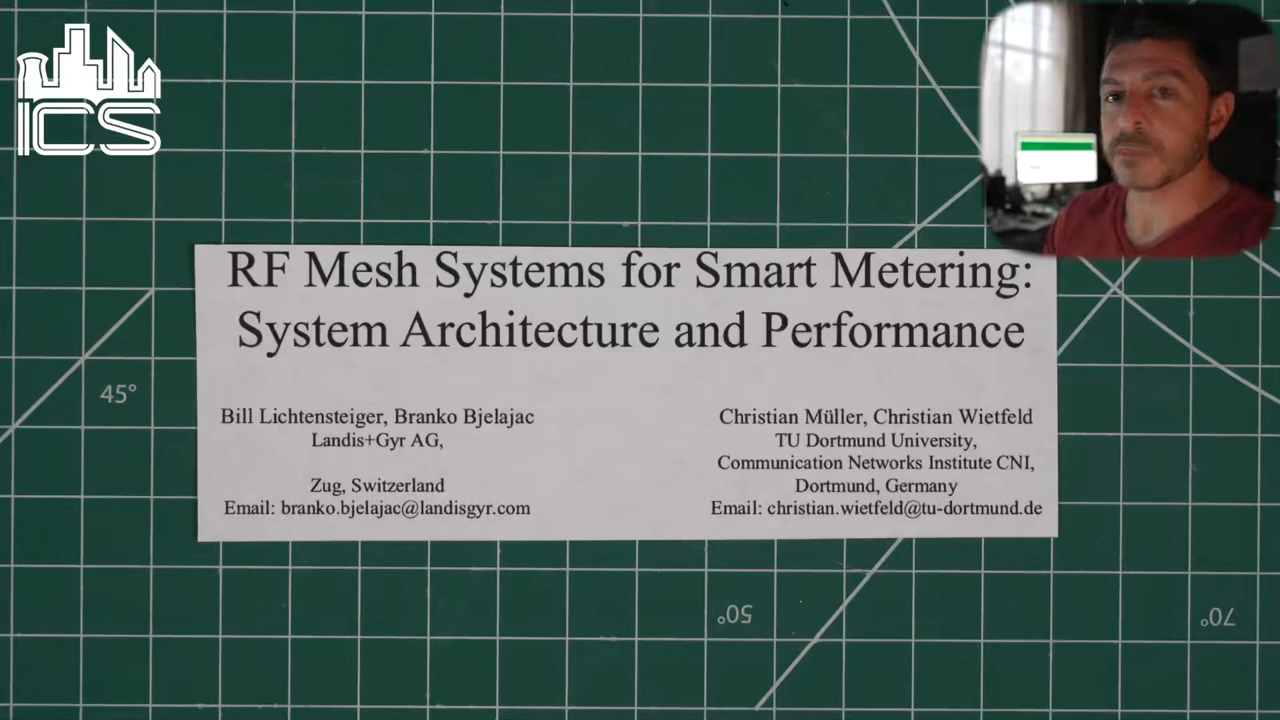 ICS
RF Mesh Systems for Smart Metering:
System Architecture and Performance
Bill Lichtensteiger, Branko Bjelajac
Landis+Gyr AG,
Zug, Switzerland
Email: branko.bjelajac@landisgyr.com
Christian Müller, Christian Wietfeld
TU Dortmund University,
Communication Networks Institute CNI,
Dortmund, Germany
Email: christian.wietfeld@tu-dortmund.de
45°
50°
70°